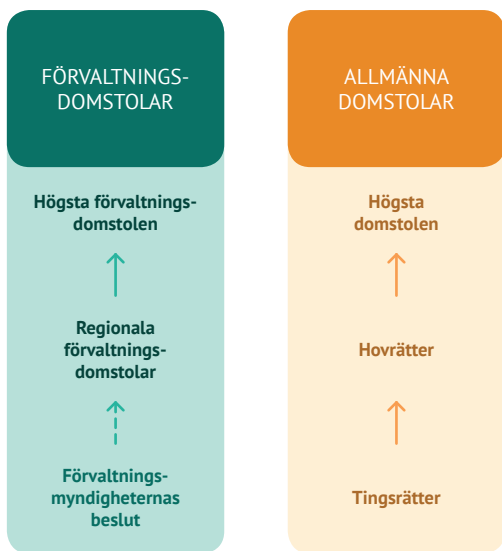 FÖRVALTNINGS-
DOMSTOLAR
Högsta förvaltnings-
domstolen
Regionala
förvaltnings-
domstolar
Förvaltnings-
myndigheternas
beslut
ALLMÄNNA
DOMSTOLAR
Högsta
domstolen
Hovrätter
Tingsrätter